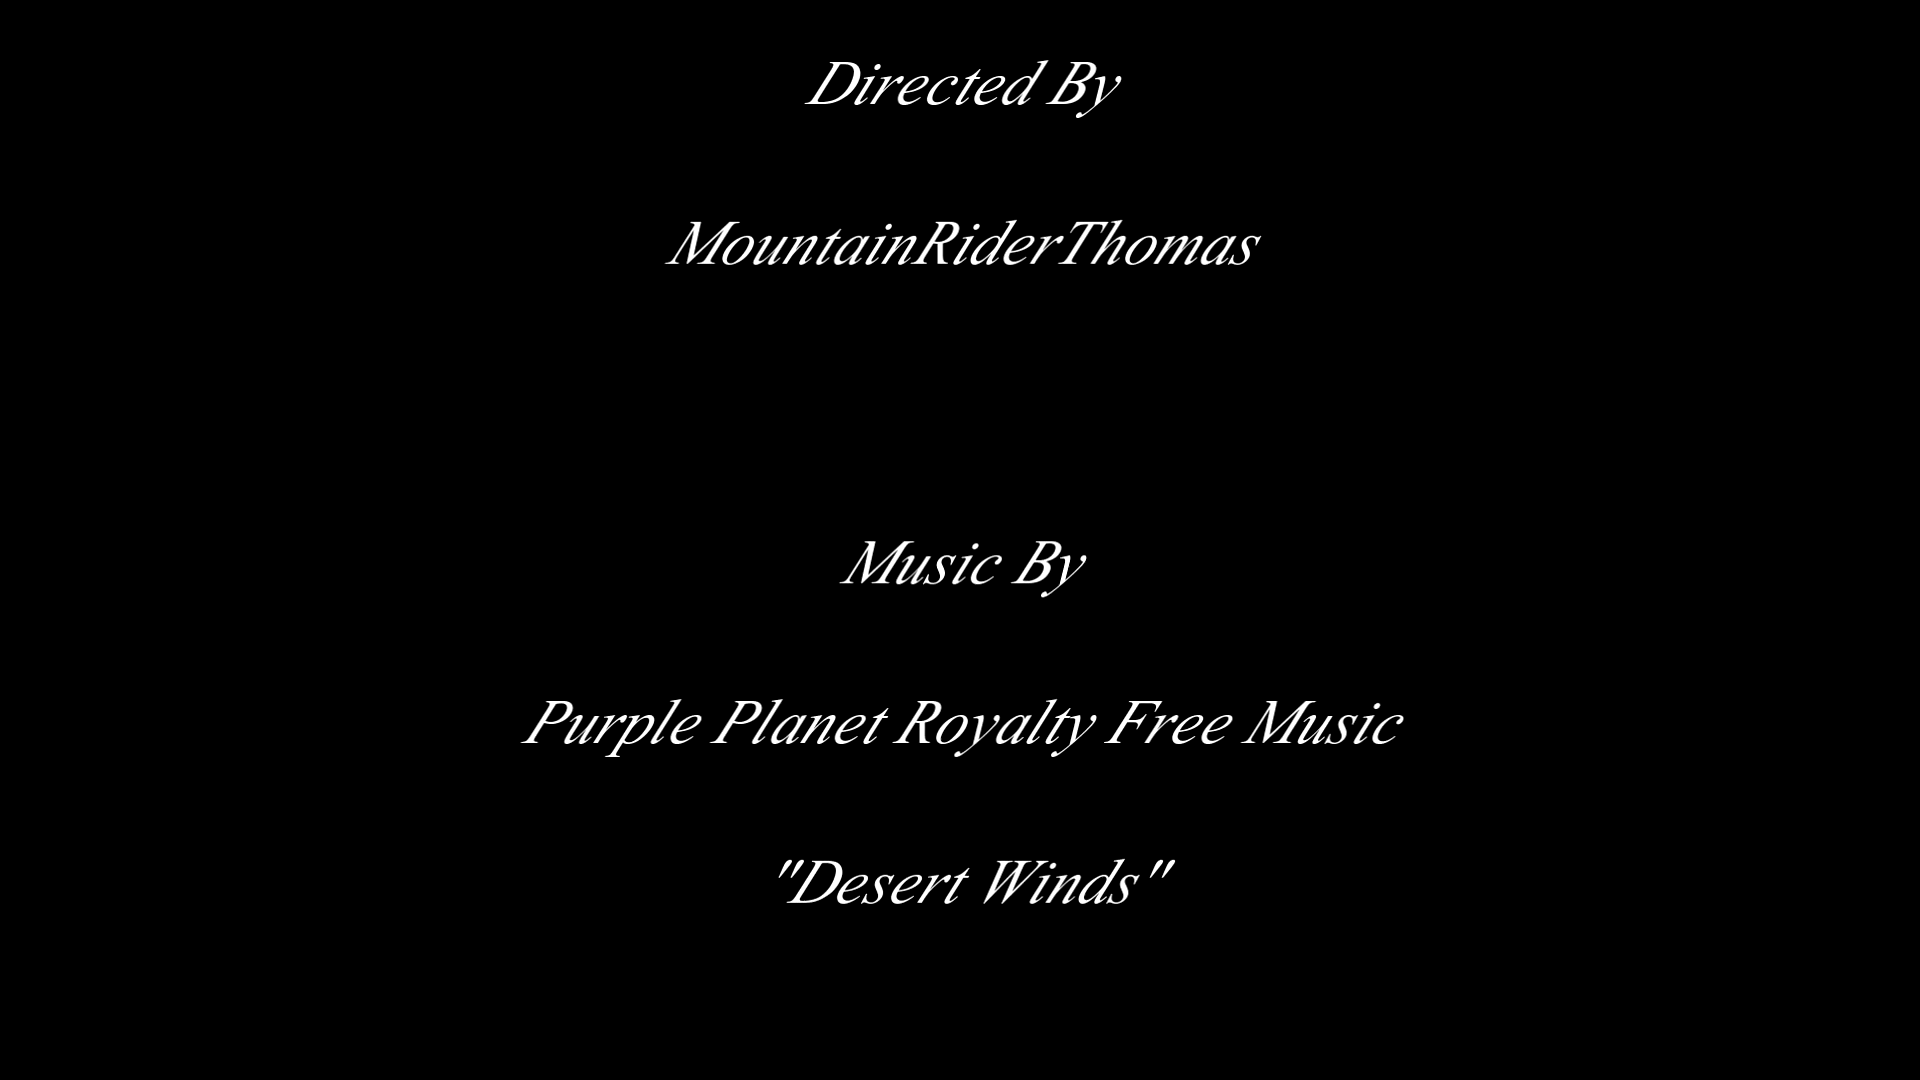 Directed By
MountainRiderThomas
Music By
Purple Planet Royalty Free Music
"Desert Winds"